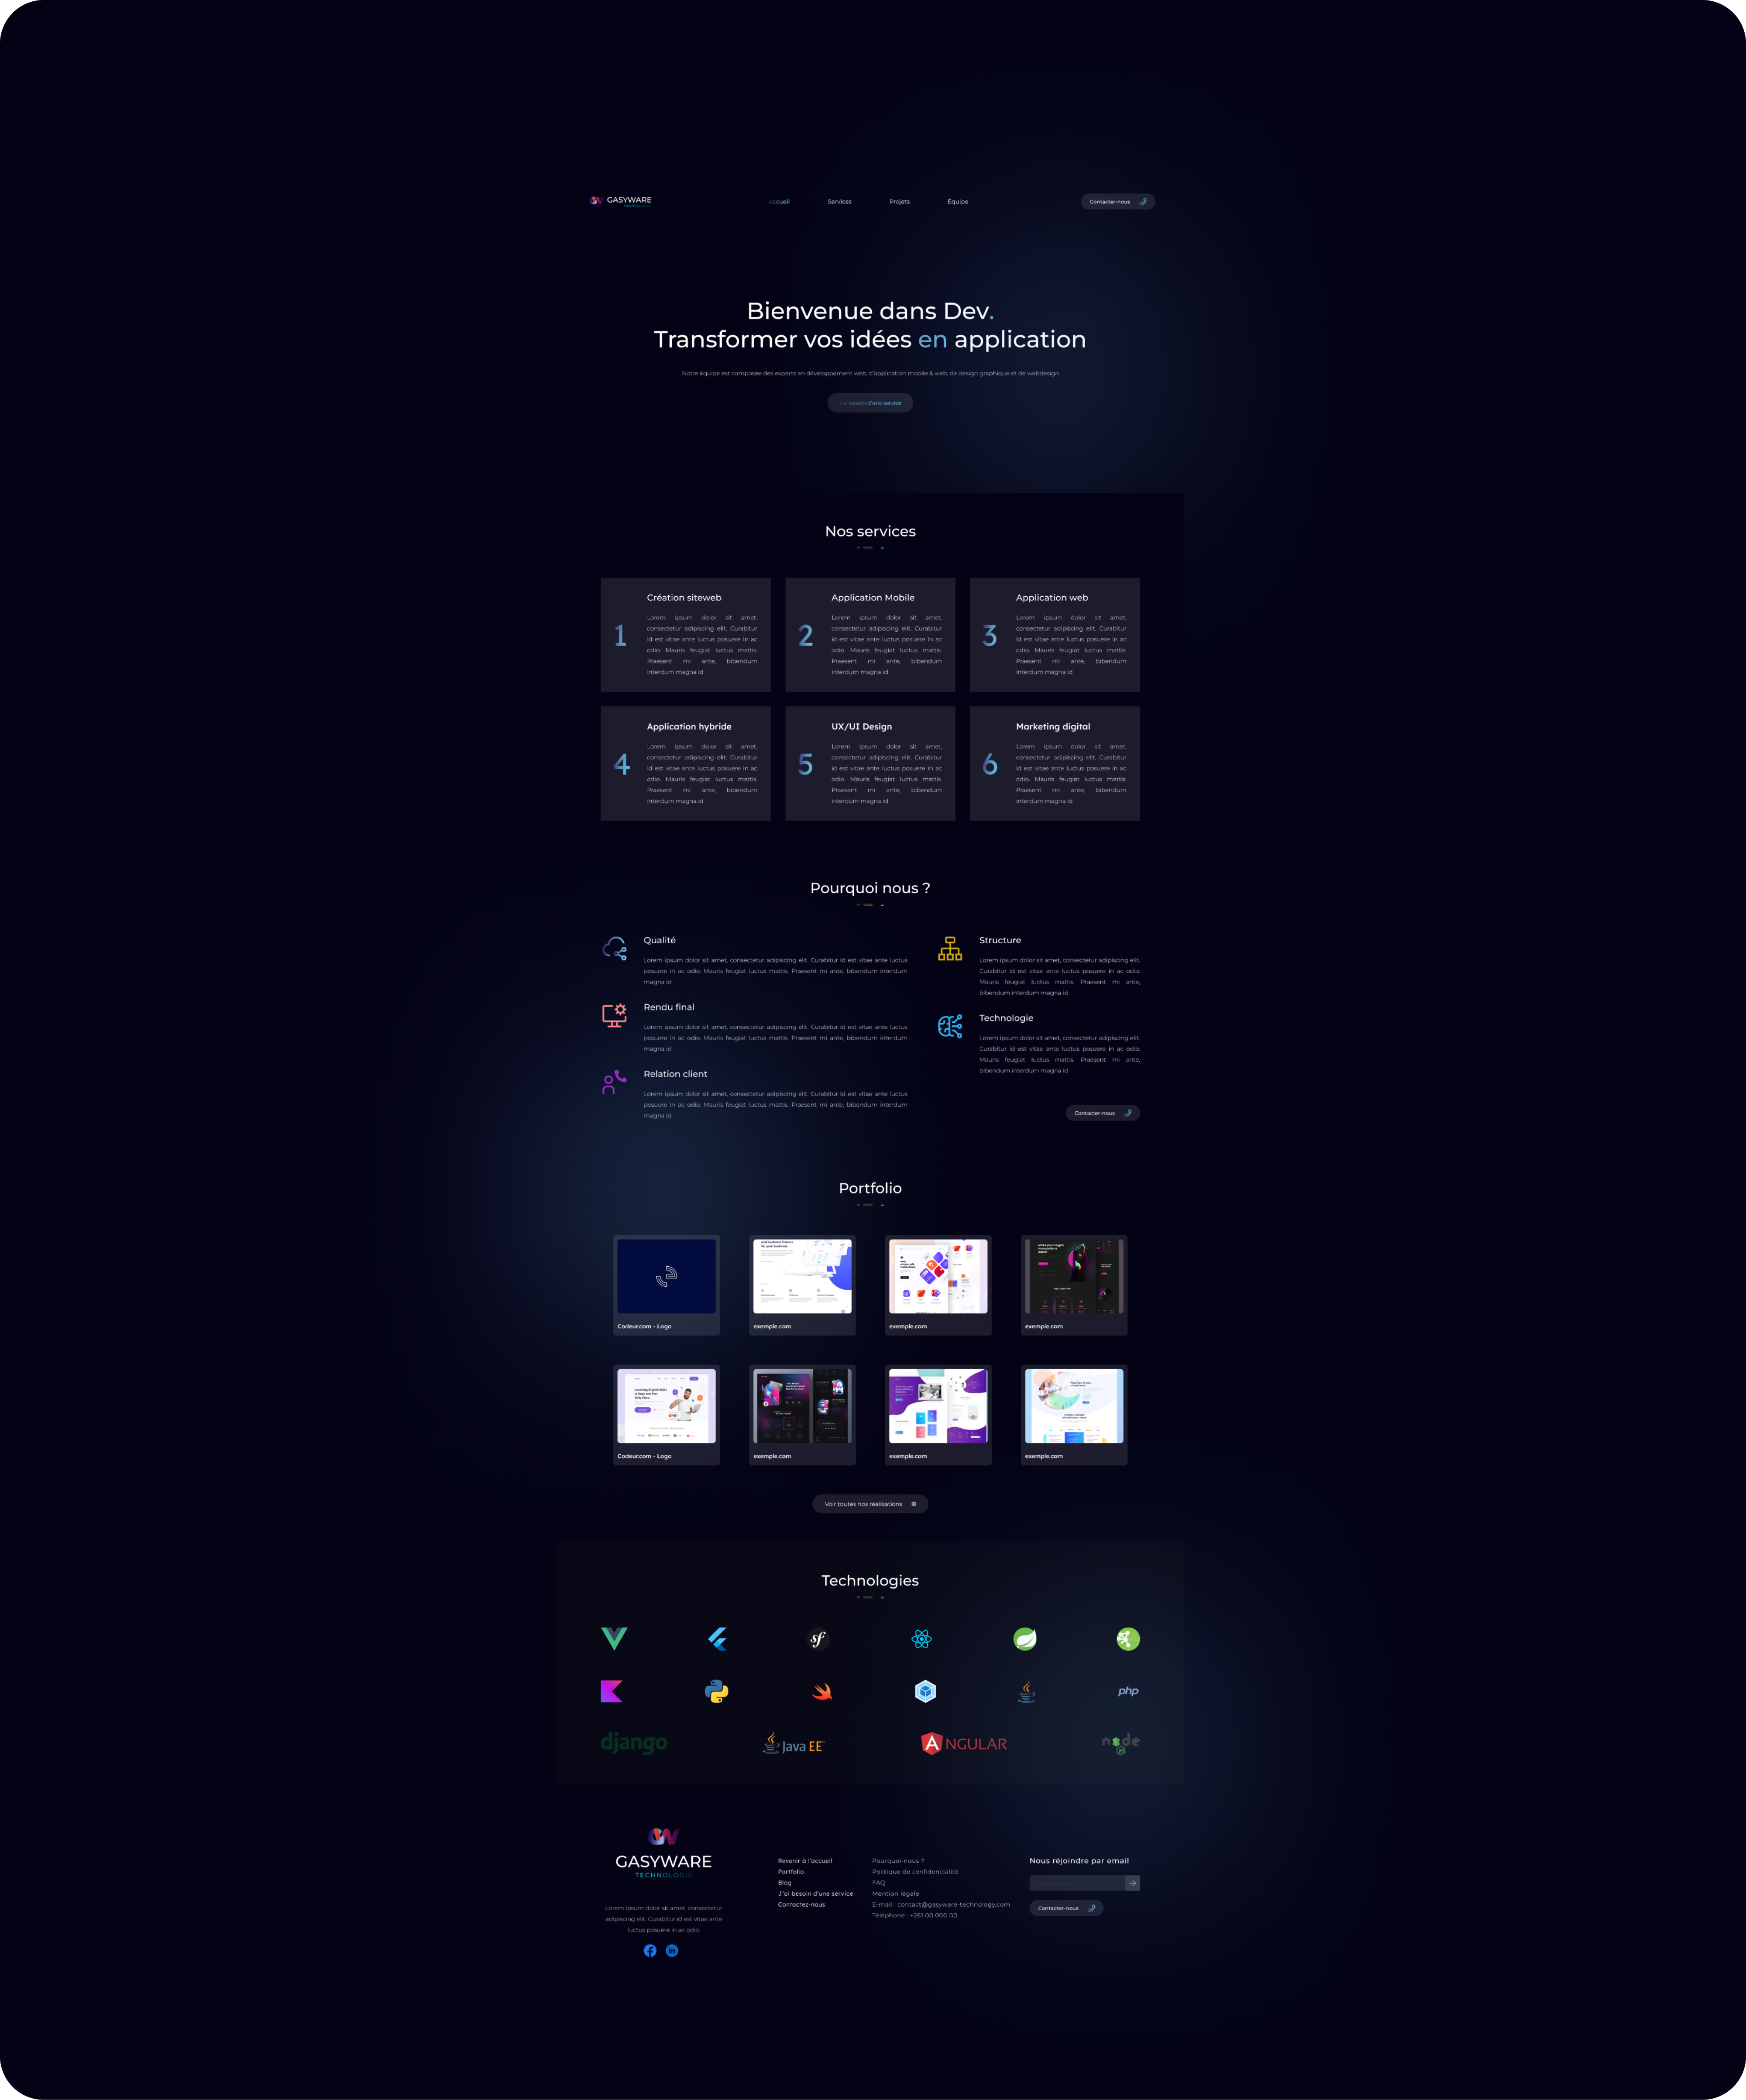 GASYWARE
TECHNOLOGIE
Accueil
Services
Projets
Équipe
Contacter-nous
Bienvenue dans Dev.
Transformer vos idées en application
Notre équipe est composée des experts en développement web, d'application mobile & web, de design graphique et de webdesign
besoin d'une service
Nos services
1
Création siteweb
Lorem ipsum dolor sit amet,
consectetur adipiscing elit. Curabitur
id est vitae ante luctus posuere in ac
odio. Mauris feugiat luctus mattis.
Praesent mi ante, bibendum
interdum magna id
2
Application Mobile
Lorem ipsum dolor sit amet,
consectetur adipiscing elit. Curabitur
id est vitae ante luctus posuere in ac
odio. Mauris feugiat luctus mattis.
Praesent mi ante, bibendum
interdum magna id
3
Application web
Lorem ipsum dolor sit amet,
consectetur adipiscing elit. Curabitur
id est vitae ante luctus posuere in ac
odio. Mauris feugiat luctus mattis.
Praesent mi ante, bibendum
interdum magna id
4
Application hybride
Lorem ipsum dolor sit amet,
consectetur adipiscing elit. Curabitur
id est vitae ante luctus posuere in ac
odio. Mauris feugiat luctus mattis.
Praesent mi ante, bibendum
interdum magna id
5
UX/UI Design
Lorem ipsum dolor sit amet,
consectetur adipiscing elit. Curabitur
id est vitae ante luctus posuere in ac
odio. Mauris feugiat luctus mattis.
Praesent mi ante, bibendum
interdum magna id
6
Marketing digital
Lorem ipsum dolor sit amet,
consectetur adipiscing elit. Curabitur
id est vitae ante luctus posuere in ac
odio. Mauris feugiat luctus mattis.
Praesent mi ante, bibendum
interdum magna id
Pourquoi nous ?
Qualité
Lorem ipsum dolor sit amet, consectetur adipiscing elit. Curabitur id est vitae ante luctus
posuere in ac odio. Mauris feugiat luctus mattis. Praesent mi ante, bibendum interdum
magna id
Rendu final
Lorem ipsum dolor sit amet, consectetur adipiscing elit. Curabitur id est vitae ante luctus
posuere in ac odio. Mauris feugiat luctus mattis. Praesent mi ante, bibendum interdum
magna id
Relation client
Lorem ipsum dolor sit amet, consectetur adipiscing elit. Curabitur id est vitae ante luctus
posuere in ac odio. Mauris feugiat luctus mattis. Praesent mi ante, bibendum interdum
magna id
Structure
Lorem ipsum dolor sit amet, consectetur adipiscing elit.
Curabitur id est vitae ante luctus posuere in ac odio.
Mauris feugiat luctus mattis. Praesent mi ante,
bibendum interdum magna id
Technologie
Lorem ipsum dolor sit amet, consectetur adipiscing elit.
Curabitur id est vitae ante luctus posuere in ac odio.
Mauris feugiat luctus mattis. Praesent mi ante,
bibendum interdum magna id
Contacter-nous
Portfolio
Codeur.com - Logo
exemple.com
exemple.com
exemple.com
Codeur.com - Logo
exemple.com
exemple.com
exemple.com
Voir toutes nos réalisations
Technologies
sf
php
django
Java EE
ANGULAR
node
GASYWARE
TECHNOLOGIE
Lorem ipsum dolor sit amet, consectetur
adipiscing elit. Curabitur id est vitae ante
luctus posuere in ac odio.
in
Revenir à l'accueil
Portfolio
Blog
J'ai besoin d'une service
Contactez-nous
Pourquoi-nous ?
Politique de confidencialité
FAQ
Mention légale
E-mail : contact@gasyware-technology.com
Téléphone : +261 00 000 00
Nous réjoindre par email
Contacter-nous